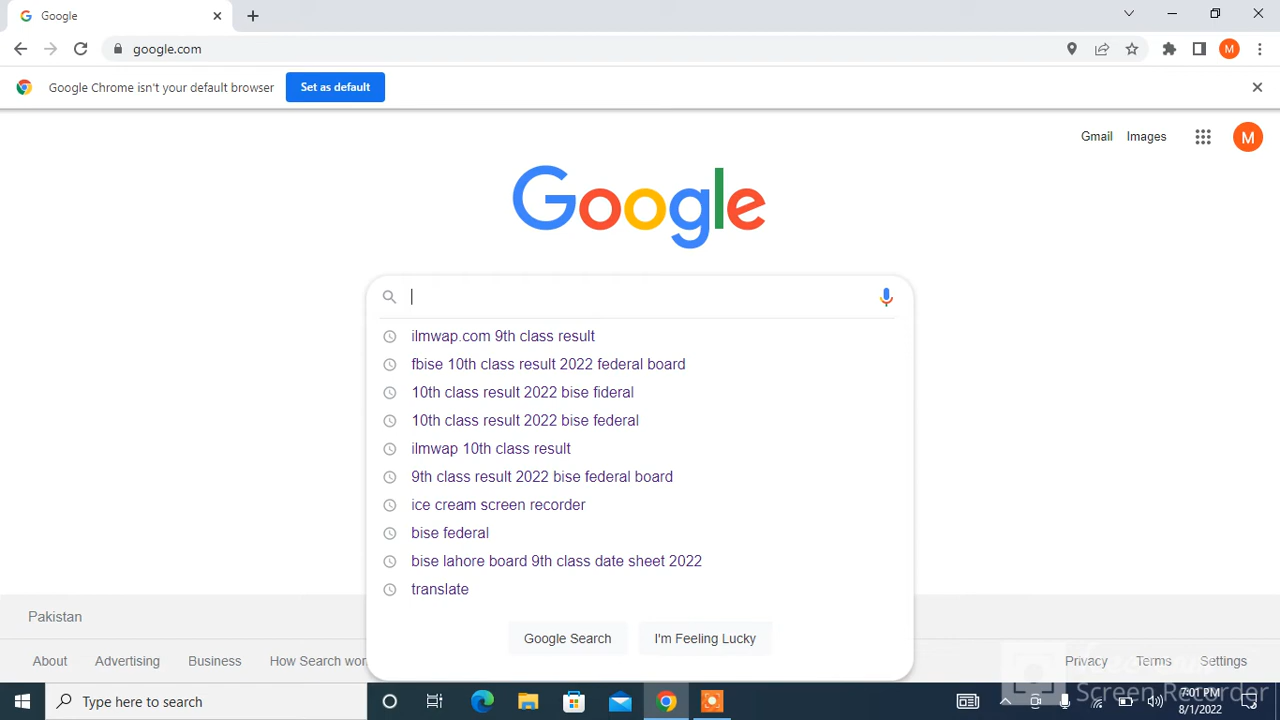 Google
google.com
Google Chrome isn't your default browser Set as default
Gmail Images M
Google
ilmwap.com 9th class result
fbise 10th class result 2022 federal board
10th class result 2022 bise fideral
10th class result 2022 bise federal
ilmwap 10th class result
9th class result 2022 bise federal board
ice cream screen recorder
bise federal
bise lahore board 9th class date sheet 2022
translate
Google Search I'm Feeling Lucky
Pakistan
About Advertising Business How Search wor Privacy Terms Settings
Screen Recorder
Type here to search
7:01 PM
8/1/2022